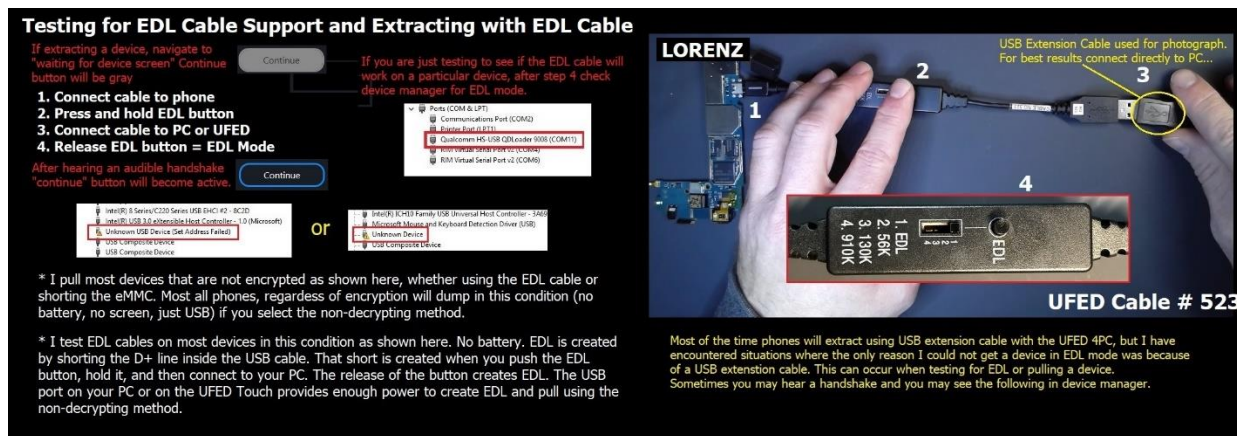 Testing for EDL Cable Support and Extracting with EDL Cable
If extracting a device, navigate to
"waiting for device screen" Continue
button will be gray
Continue
If you are just testing to see if the EDL cable will
work on a particular device, after step 4 check
device manager for EDL mode.
1. Connect cable to phone
2. Press and hold EDL button
3. Connect cable to PC or UFED
4. Release EDL button = EDL Mode
Ports (COM & LPT)
Communications Port (COM2)
Printer Port (LPT1)
Qualcomm HS-USB QDLoader 9008 (COM11)
RIM Virtual Serial Port v2 (COM4)
RIM Virtual Serial Port v2 (COM6)
After hearing an audible handshake
"continue" button will become active.
Continue
Intel(R) 8 Series/C220 Series USB EHCI #2 - 8C2D
Intel(R) USB 3.0 eXtensible Host Controller - 1.0 (Microsoft)
Unknown USB Device (Set Address Failed)
USB Composite Device
USB Composite Device
or
Intel(R) ICH10 Family USB Universal Host Controller - 3A69
Microsoft Mouse and Keyboard Detection Driver (USB)
Unknown Device
USB Composite Device
* I pull most devices that are not encrypted as shown here, whether using the EDL cable or
shorting the eMMC. Most all phones, regardess of encryption will dump in this condition (no
battery, no screen, just USB) if you select the non-decrypting method.
* I test EDL cables on most devices in this condition as shown here. No battery. EDL is created
by shorting the D+ line inside the USB cable. That short is created when you push the EDL
button, hold it, and then connect to your PC. The release of the button creates EDL. The USB
port on your PC or on the UFED Touch provides enough power to create EDL and pull using the
non-decrypting method.
LORENZ
USB Extension Cable used for photograph.
For best results connect directly to PC...
1
2
3
4
1. EDL
2. 56K
3. 130K
4. 910K
1 2 3 4
EDL
UFED Cable # 523
Most of the time phones will extract using USB extension cable with the UFED 4PC, but I have
encountered situations where the only reason I could not get a device in EDL mode was because
of a USB extenstion cable. This can occur when testing for EDL or pulling a device.
Sometimes you may hear a handshake and you may see the following in device manager.